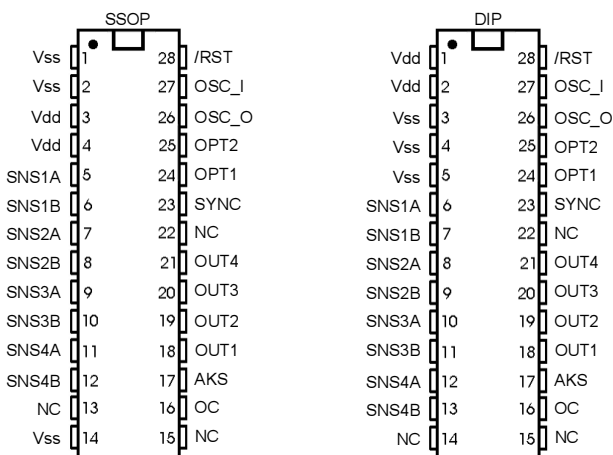 SSOP
Vss 1 28 /RST
Vss 2 27 OSC_I
Vdd 3 26 OSC_O
Vdd 4 25 OPT2
SNS1A 5 24 OPT1
SNS1B 6 23 SYNC
SNS2A 7 22 NC
SNS2B 8 21 OUT4
SNS3A 9 20 OUT3
SNS3B 10 19 OUT2
SNS4A 11 18 OUT1
SNS4B 12 17 AKS
NC 13 16 OC
Vss 14 15 NC
DIP
Vdd 1 28 /RST
Vdd 2 27 OSC_I
Vss 3 26 OSC_O
Vss 4 25 OPT2
Vss 5 24 OPT1
SNS1A 6 23 SYNC
SNS1B 7 22 NC
SNS2A 8 21 OUT4
SNS2B 9 20 OUT3
SNS3A 10 19 OUT2
SNS3B 11 18 OUT1
SNS4A 12 17 AKS
SNS4B 13 16 OC
NC 14 15 NC